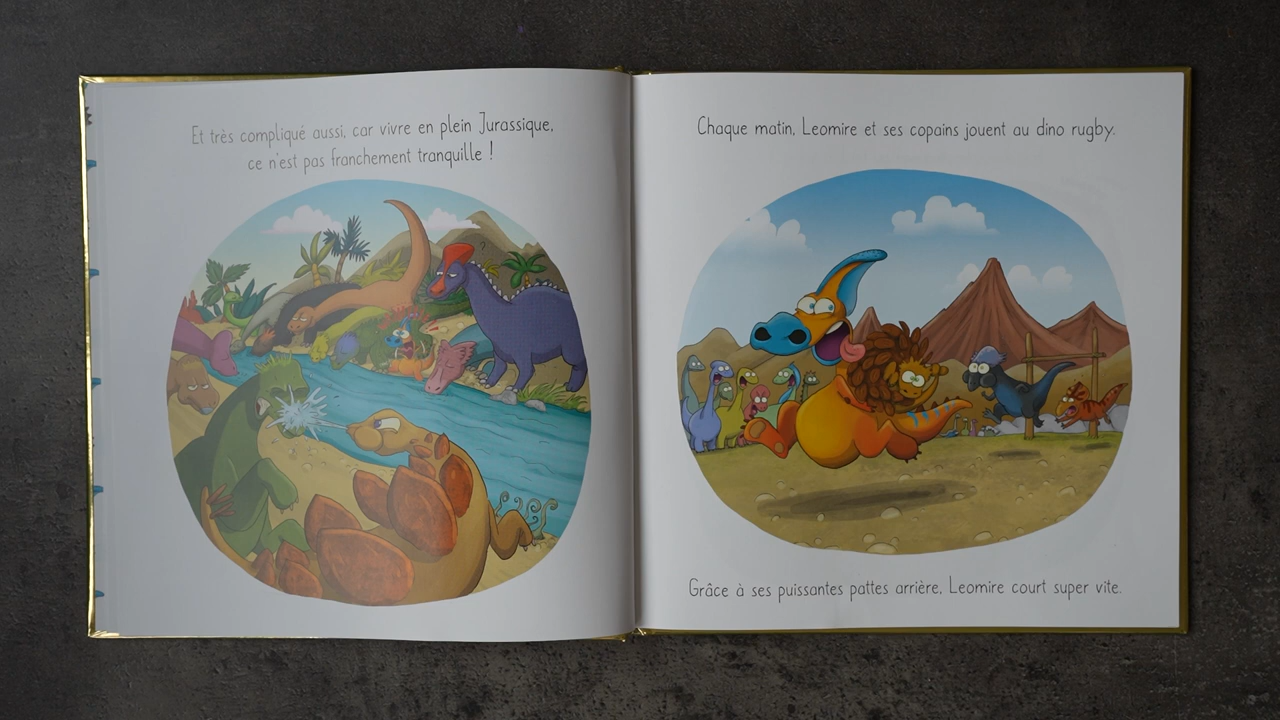 Et très compliqué aussi, car vivre en plein Jurassique,
ce n'est pas franchement tranquille !
?
Chaque matin, Leomire et ses copains jouent au dino rugby.
Grâce à ses puissantes pattes arrière, Leomire court super vite.